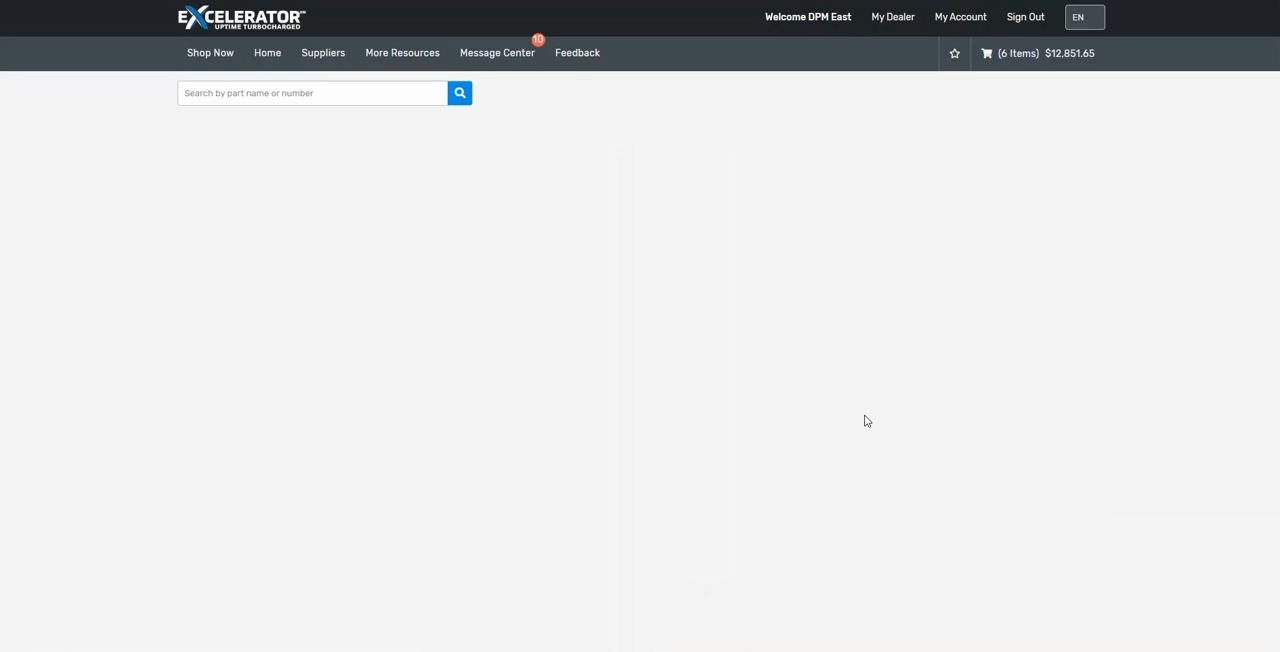 EXCELERATOR SM
UPTIME TURBOCHARGED
Welcome DPM East
My Dealer
My Account
Sign Out
EN
Shop Now
Home
Suppliers
More Resources
Message Center
10
Feedback
(6 Items) $12,851.65
Search by part name or number